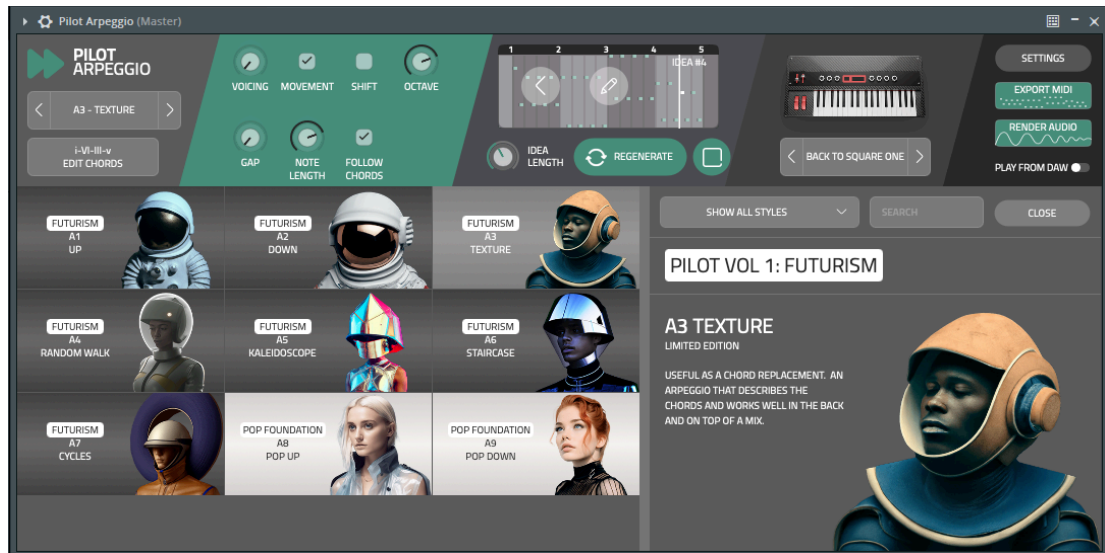 Pilot Arpeggio (Master)
PILOT
ARPEGGIO
A3 - TEXTURE
i-VI-III-v
EDIT CHORDS
VOICING
MOVEMENT
SHIFT
OCTAVE
GAP
NOTE
LENGTH
FOLLOW
CHORDS
1 2 3 4 5
IDEA #4
IDEA
LENGTH
REGENERATE
BACK TO SQUARE ONE
SETTINGS
EXPORT MIDI
RENDER AUDIO
PLAY FROM DAW
FUTURISM
A1
UP
FUTURISM
A2
DOWN
FUTURISM
A3
TEXTURE
FUTURISM
A4
RANDOM WALK
FUTURISM
A5
KALEIDOSCOPE
FUTURISM
A6
STAIRCASE
FUTURISM
A7
CYCLES
POP FOUNDATION
A8
POP UP
POP FOUNDATION
A9
POP DOWN
SHOW ALL STYLES
SEARCH
CLOSE
PILOT VOL 1: FUTURISM
A3 TEXTURE
LIMITED EDITION
USEFUL AS A CHORD REPLACEMENT. AN
ARPEGGIO THAT DESCRIBES THE
CHORDS AND WORKS WELL IN THE BACK
AND ON TOP OF A MIX.